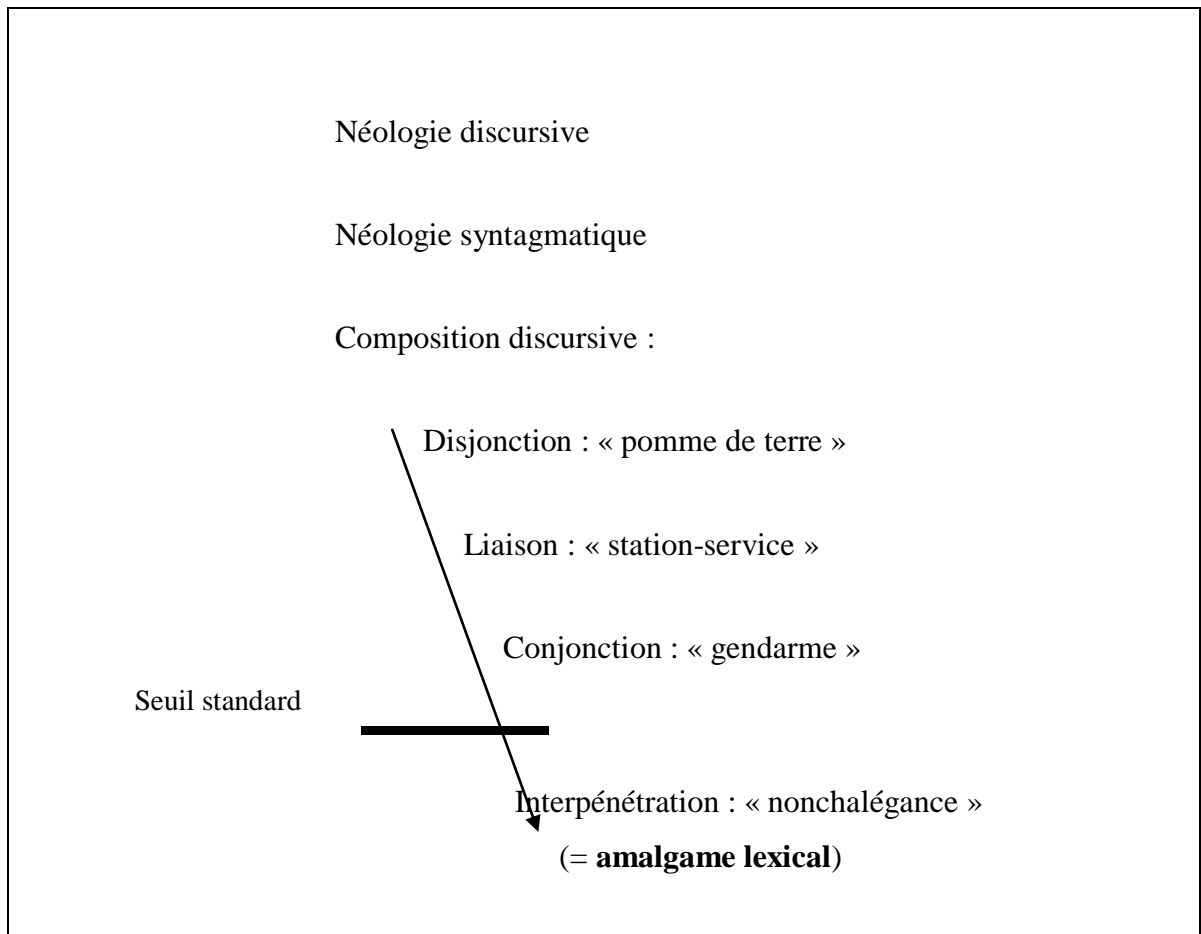 Néologie discursive
Néologie syntagmatique
Composition discursive :
Disjonction : « pomme de terre »
Liaison : « station-service »
Conjonction : « gendarme »
Seuil standard
Interpénétration : « nonchalégance »
(= amalgame lexical)